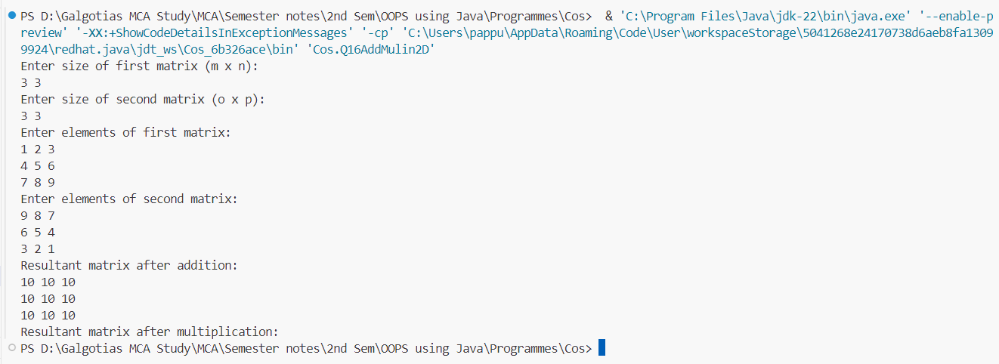 PS D:\Galgotias MCA Study\MCA\Semester notes\2nd Sem\OOPS using Java\Programmes\Cos>  & 'C:\Program Files\Java\jdk-22\bin\java.exe' '--enable-p
review' '-XX:+ShowCodeDetailsInExceptionMessages' '-cp' 'C:\Users\pappu\AppData\Roaming\Code\User\workspaceStorage\5041268e24170738d6aeb8fa1309
9924\redhat.java\jdt_ws\Cos_6b326ace\bin' 'Cos.Q16AddMulin2D'
Enter size of first matrix (m x n):
3 3
Enter size of second matrix (o x p):
3 3
Enter elements of first matrix:
1 2 3
4 5 6
7 8 9
Enter elements of second matrix:
9 8 7
6 5 4
3 2 1
Resultant matrix after addition:
10 10 10
10 10 10
10 10 10
Resultant matrix after multiplication:
PS D:\Galgotias MCA Study\MCA\Semester notes\2nd Sem\OOPS using Java\Programmes\Cos>